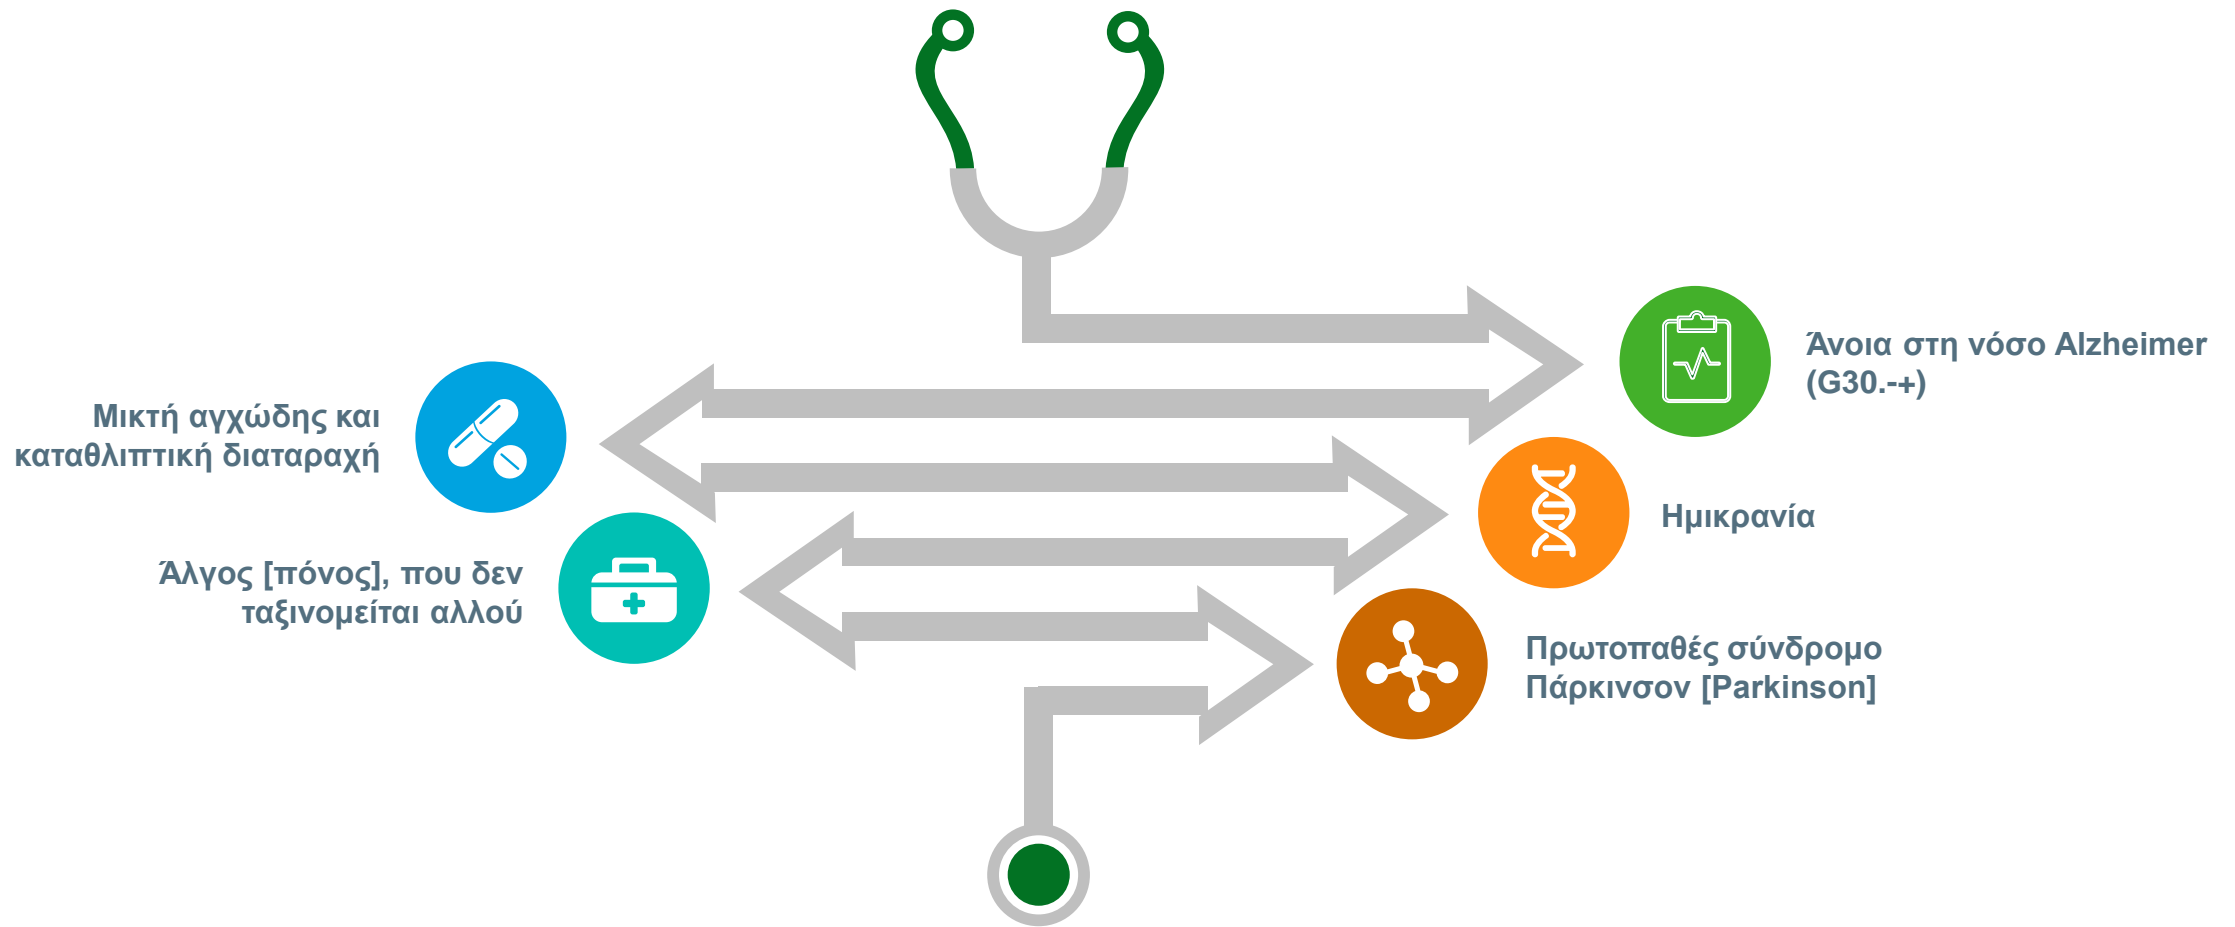 Άνοια στη νόσο Alzheimer
(G30.-+)
Μικτή αγχώδης και
καταθλιπτική διαταραχή
Ημικρανία
Άλγος [πόνος], που δεν
ταξινομείται αλλού
Πρωτοπαθές σύνδρομο
Πάρκινσον [Parkinson]